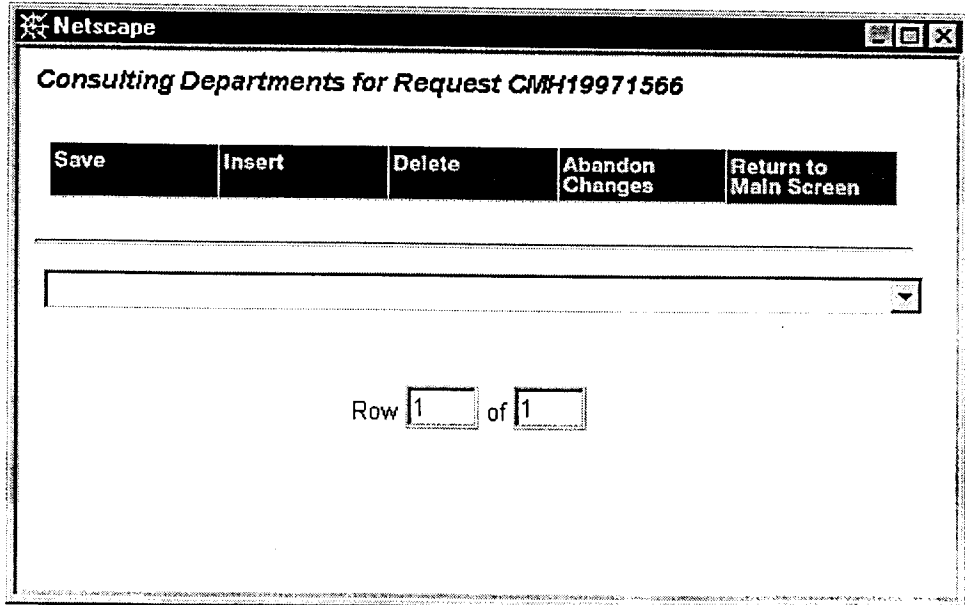 Netscape
Consulting Departments for Request CMH19971566
Save Insert Delete Abandon Changes Return to Main Screen
Row 1 of 1